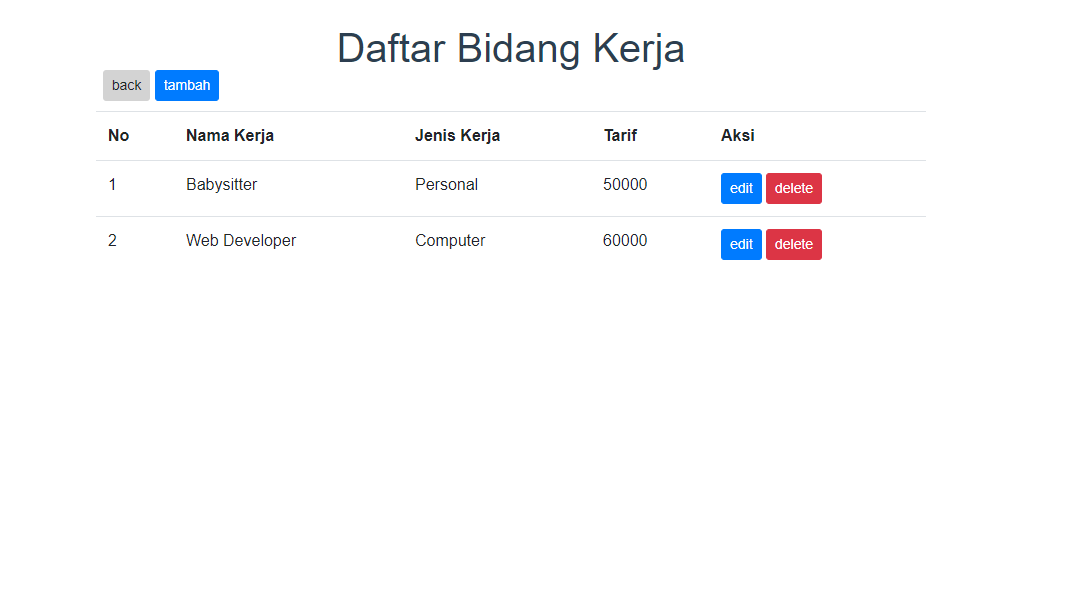 Daftar Bidang Kerja
back tambah
No Nama Kerja Jenis Kerja Tarif Aksi
1 Babysitter Personal 50000 edit delete
2 Web Developer Computer 60000 edit delete